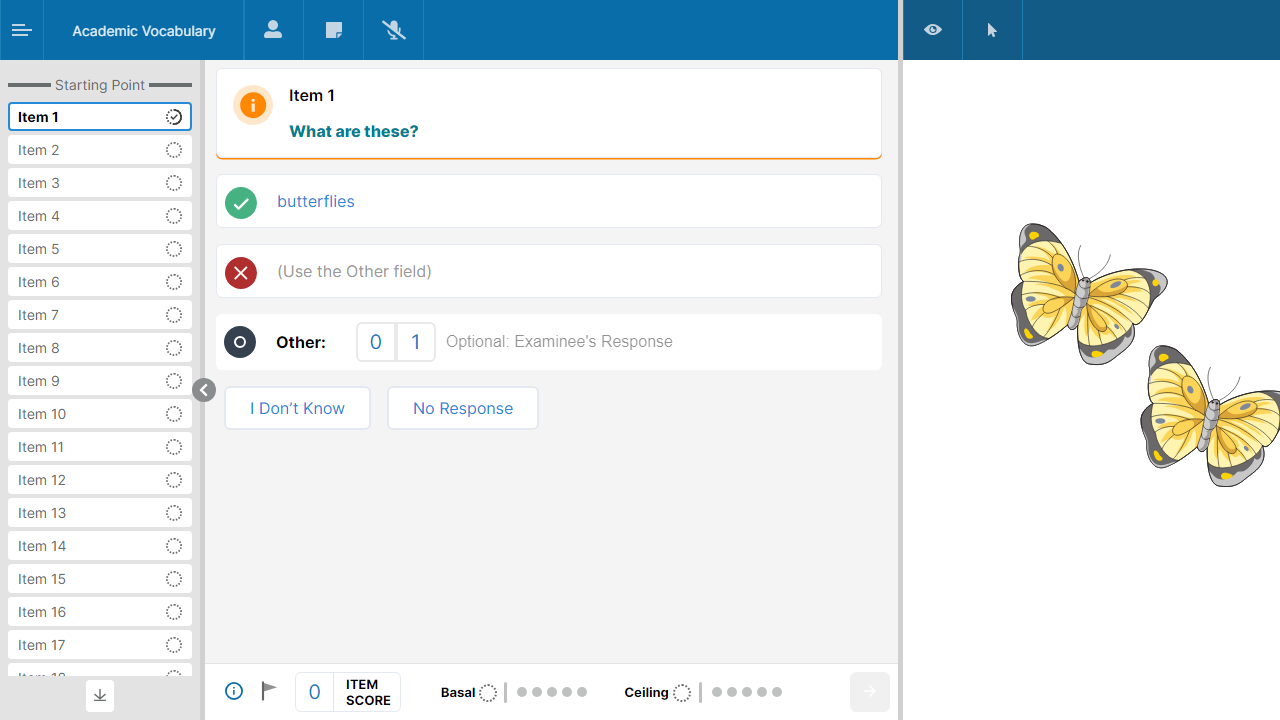 Academic Vocabulary
Starting Point
Item 1
Item 2
Item 3
Item 4
Item 5
Item 6
Item 7
Item 8
Item 9
Item 10
Item 11
Item 12
Item 13
Item 14
Item 15
Item 16
Item 17
Item 18
Item 1
What are these?
butterflies
(Use the Other field)
Other: 0 1 Optional: Examinee's Response
I Don’t Know No Response
0 ITEM SCORE
Basal Ceiling